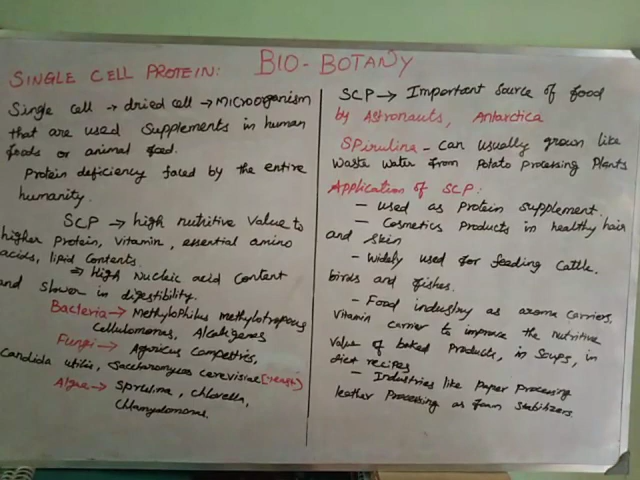 BIO-BOTANY
SINGLE CELL PROTEIN:
Single cell → dried cell → Microorganism
that are used Supplements in human
foods or animal feed.
Protein deficiency faced by the entire
humanity.
SCP → high nutritive value to
higher Protein, vitamin, essential amino
acids, lipid contents.
⇒ High Nucleic acid content
and slower in digestibility.
Bacteria → Methylophilus methylotropous
Cellulomonas, Alcaligenes
Fungi → Agaricus campestris,
Candida utilis, Saccharomyces cerevisiae (yeast)
Algae → Spirulina, chlorella,
Chlamydomonas.
SCP → Important Source of food
by Astronauts, Antarctica
SPirulina - can usually grown like
Waste water from Potato Processing Plants
Application of SCP:
- used as Protein supplement.
- Cosmetics Products in healthy hair
and skin
- Widely used for feeding Cattle,
birds and fishes.
- Food industry as aroma carriers,
vitamin carrier to improve the nutritive
value of baked Products, in Soups, in
diet recipes
- Industries like Paper Processing
leather Processing as foam Stabilizers